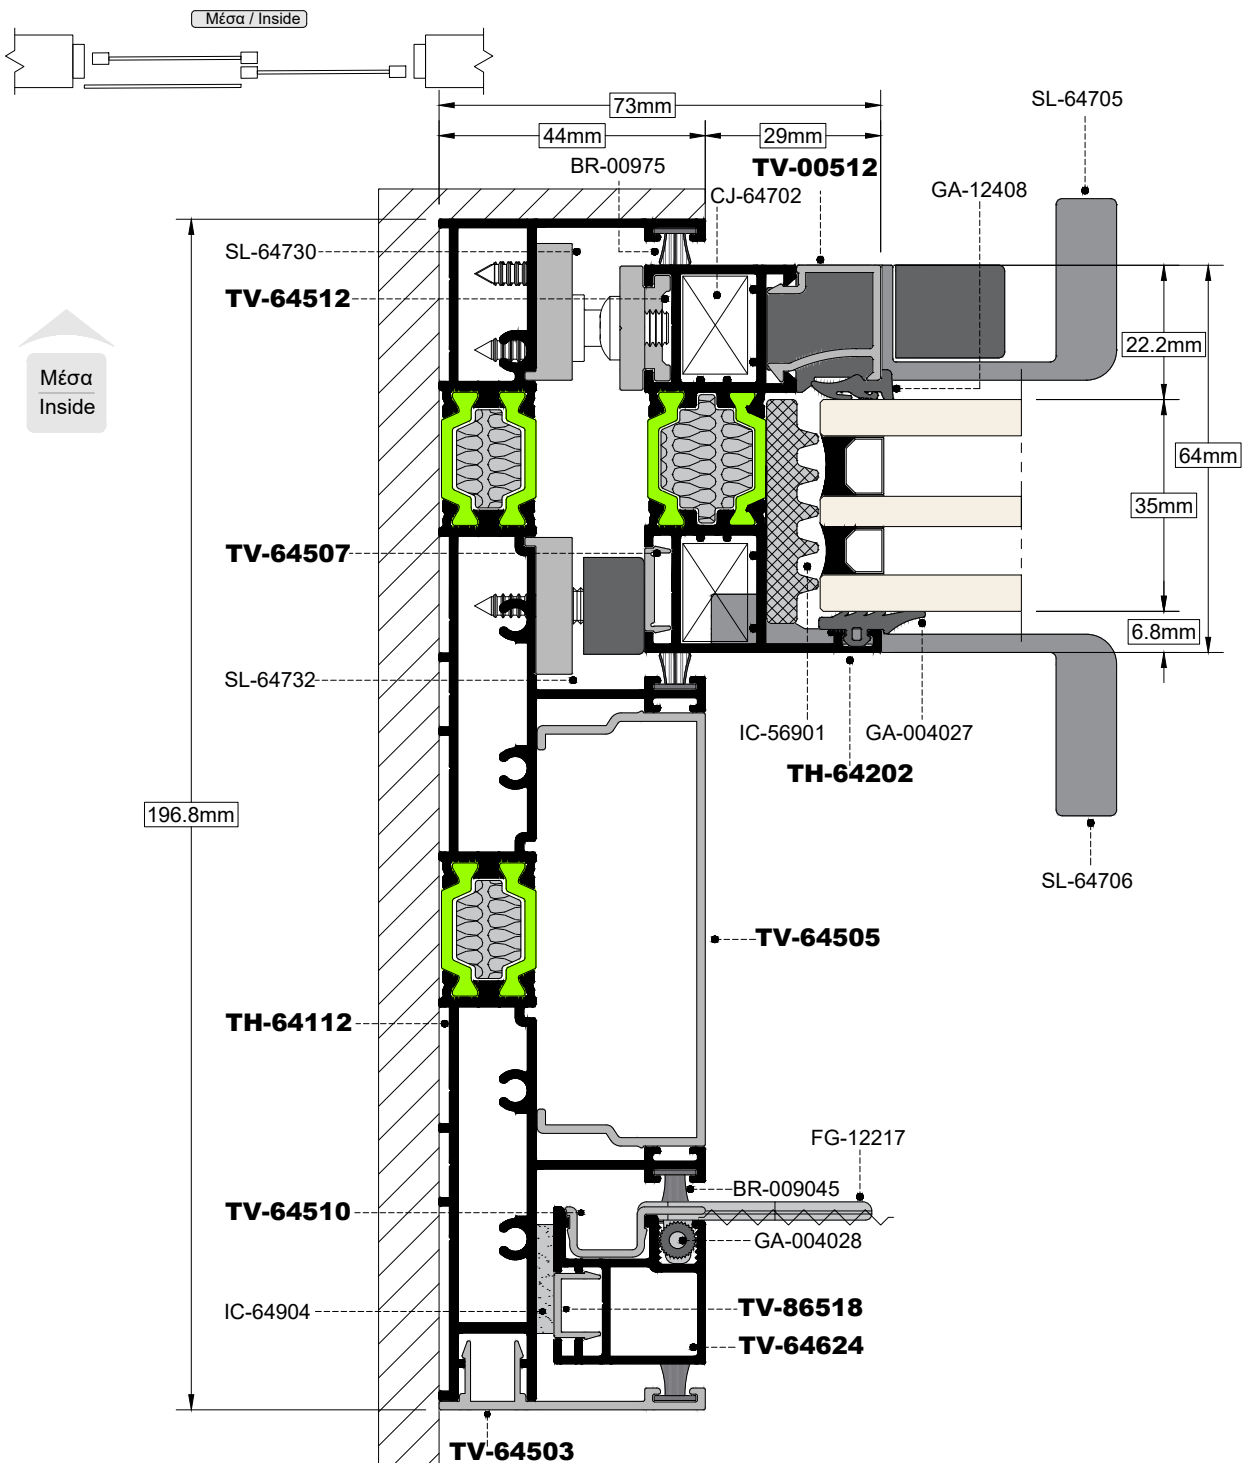 Μέσα / Inside
73mm
SL-64705
44mm
29mm
BR-00975
TV-00512
CJ-64702
GA-12408
SL-64730
TV-64512
22.2mm
Μέσα
Inside
64mm
35mm
TV-64507
6.8mm
SL-64732
IC-56901
GA-004027
TH-64202
196.8mm
SL-64706
TV-64505
TH-64112
FG-12217
BR-009045
TV-64510
GA-004028
IC-64904
TV-86518
TV-64624
TV-64503